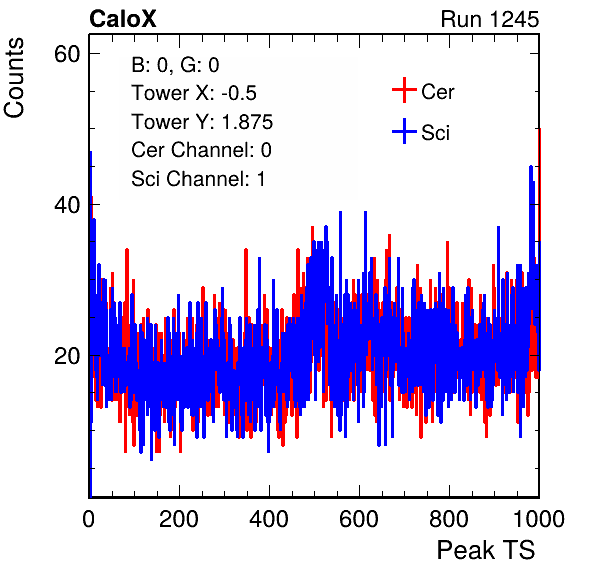 CaloX Run 1245
Counts
B: 0, G: 0
Tower X: -0.5
Tower Y: 1.875
Cer Channel: 0
Sci Channel: 1
Cer
Sci
60
40
20
0 200 400 600 800 1000
Peak TS